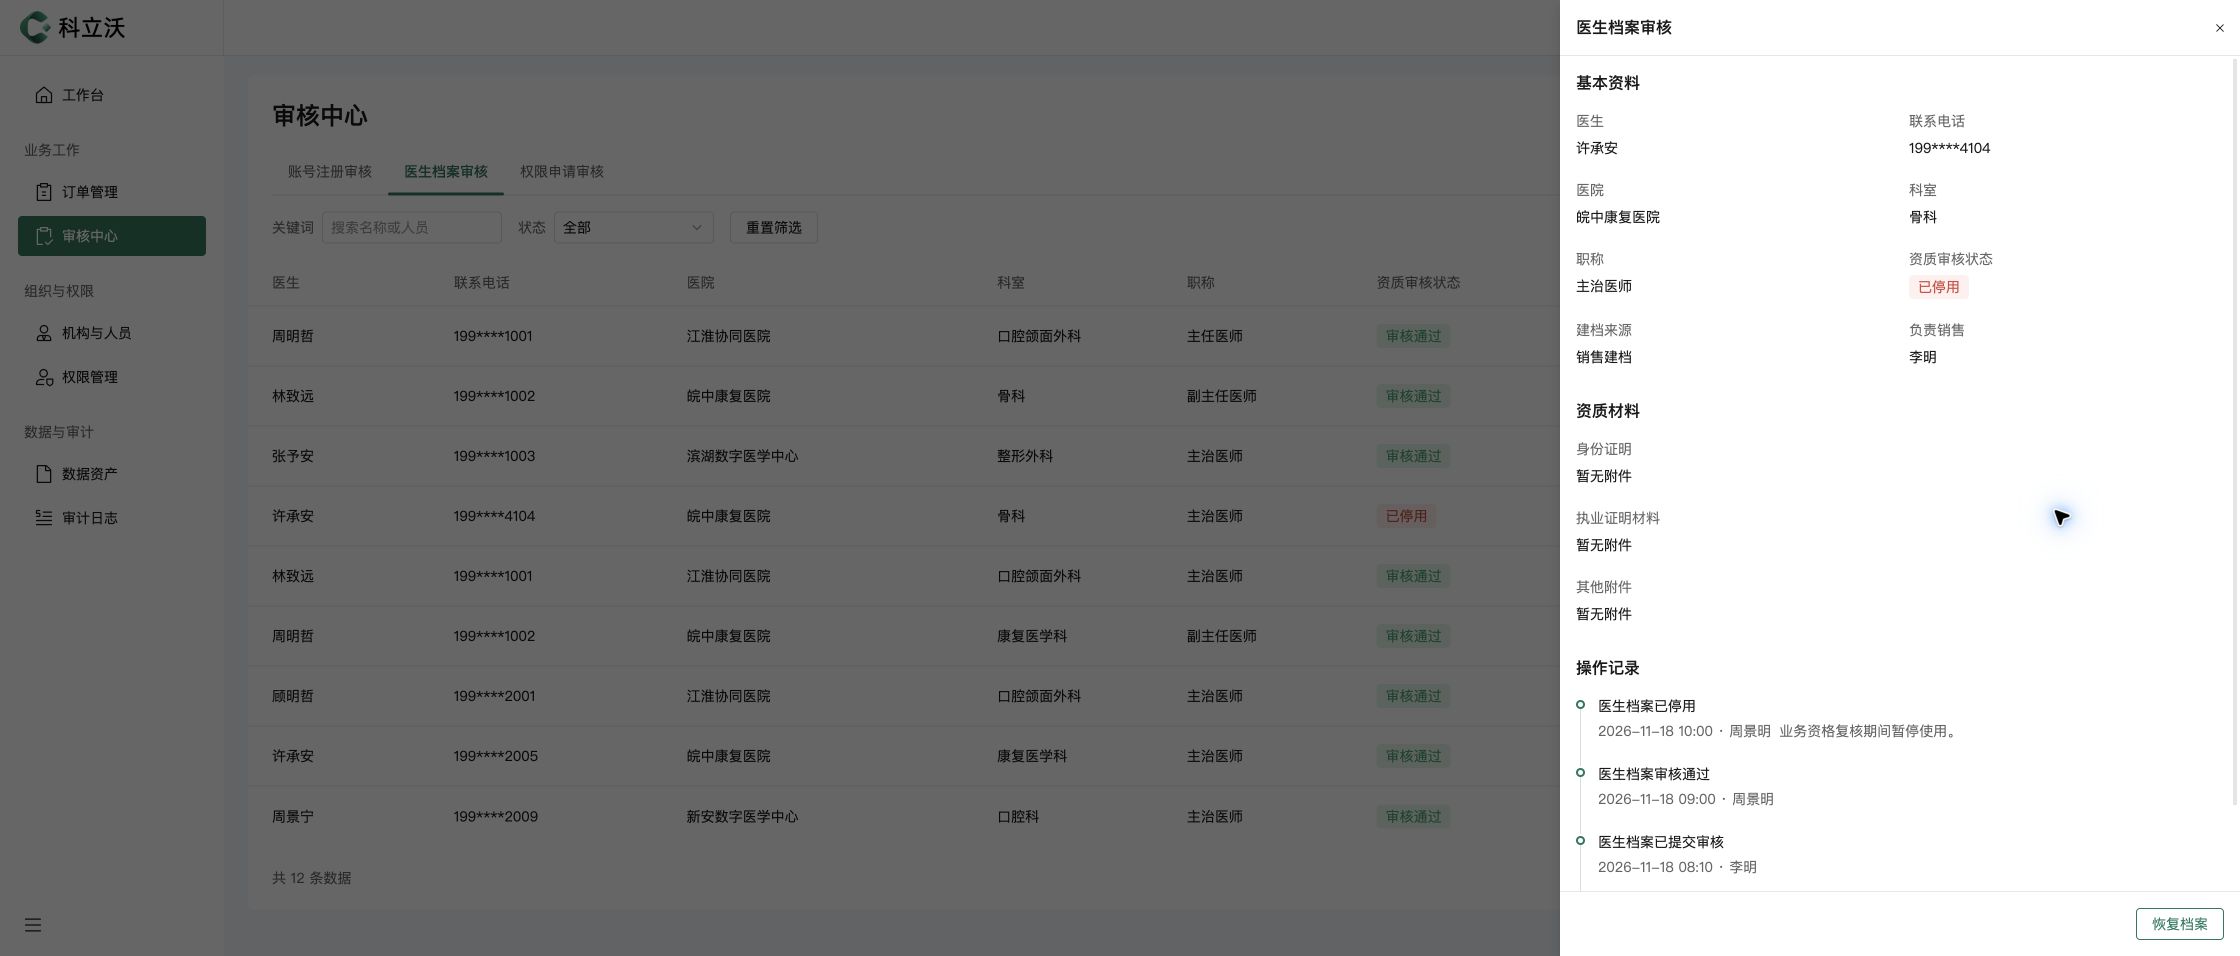 科立沃
工作台
业务工作
订单管理
审核中心
组织与权限
机构与人员
权限管理
数据与审计
数据资产
审计日志
审核中心
账号注册审核 医生档案审核 权限申请审核
关键词 搜索名称或人员 状态 全部 重置筛选
医生 联系电话 医院 科室 职称 资质审核状态
周明哲 199****1001 江淮协同医院 口腔颌面外科 主任医师 审核通过
林致远 199****1002 皖中康复医院 骨科 副主任医师 审核通过
张予安 199****1003 滨湖数字医学中心 整形外科 主治医师 审核通过
许承安 199****4104 皖中康复医院 骨科 主治医师 已停用
林致远 199****1001 江淮协同医院 口腔颌面外科 主治医师 审核通过
周明哲 199****1002 皖中康复医院 康复医学科 副主任医师 审核通过
顾明哲 199****2001 江淮协同医院 口腔颌面外科 主治医师 审核通过
许承安 199****2005 皖中康复医院 康复医学科 主治医师 审核通过
周景宁 199****2009 新安数字医学中心 口腔科 主治医师 审核通过
共 12 条数据
医生档案审核
基本资料
医生 联系电话
许承安 199****4104
医院 科室
皖中康复医院 骨科
职称 资质审核状态
主治医师 已停用
建档来源 负责销售
销售建档 李明
资质材料
身份证明
暂无附件
执业证明材料
暂无附件
其他附件
暂无附件
操作记录
医生档案已停用
2026-11-18 10:00 · 周景明 业务资格复核期间暂停使用。
医生档案审核通过
2026-11-18 09:00 · 周景明
医生档案已提交审核
2026-11-18 08:10 · 李明
恢复档案